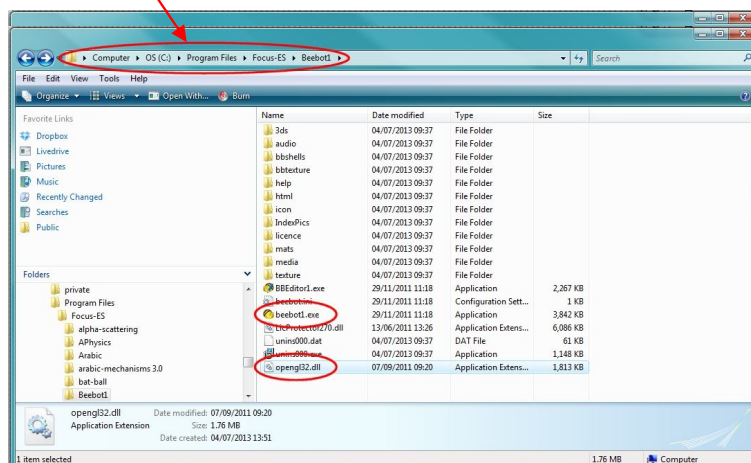 Computer ▸ OS (C:) ▸ Program Files ▸ Focus-ES ▸ Beebot1 ▸
Search
File Edit View Tools Help
Organize Views Open With... Burn
Favorite Links
Dropbox
Livedrive
Pictures
Music
Recently Changed
Searches
Public
Folders
private
Program Files
Focus-ES
alpha-scattering
APhysics
Arabic
arabic-mechanisms 3.0
bat-ball
Beebot1
Name Date modified Type Size
3ds 04/07/2013 09:37 File Folder
audio 04/07/2013 09:37 File Folder
bbshells 04/07/2013 09:37 File Folder
bbtexture 04/07/2013 09:37 File Folder
help 04/07/2013 09:37 File Folder
html 04/07/2013 09:37 File Folder
icon 04/07/2013 09:37 File Folder
IndexPics 04/07/2013 09:37 File Folder
licence 04/07/2013 09:37 File Folder
mats 04/07/2013 09:37 File Folder
media 04/07/2013 09:37 File Folder
texture 04/07/2013 09:37 File Folder
BBEditor1.exe 29/11/2011 11:18 Application 2,267 KB
beebot.ini 29/11/2011 11:18 Configuration Sett... 1 KB
beebot1.exe 29/11/2011 11:18 Application 3,842 KB
LicProtector270.dll 13/06/2011 13:26 Application Extens... 6,086 KB
unins000.dat 04/07/2013 09:37 DAT File 61 KB
unins000.exe 04/07/2013 09:37 Application 1,148 KB
opengl32.dll 07/09/2011 09:20 Application Extens... 1,813 KB
opengl32.dll Date modified: 07/09/2011 09:20
Application Extension Size: 1.76 MB
Date created: 04/07/2013 13:51
1 item selected 1.76 MB Computer